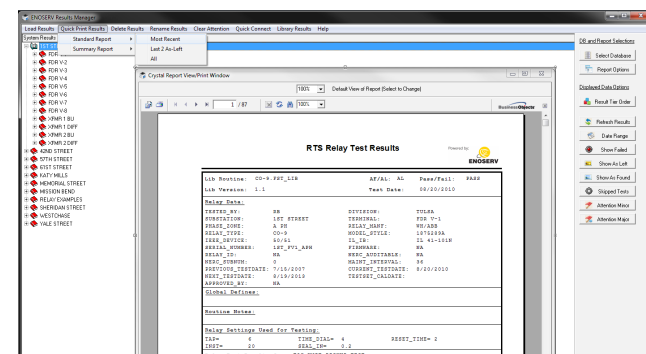 ENOSERV Results Manager
Load Results Quick Print Results Delete Results Rename Results Clear Attention Quick Connect Library Results Help
System Results
Standard Report Most Recent
Summary Report Last 2 As-Left
All
1ST ST
FDR V-2
FDR V-3
FDR V-4
FDR V-5
FDR V-6
FDR V-7
FDR V-8
XFMR 1 BU
XFMR 1 DIFF
XFMR 2 BU
XFMR 2 DIFF
42ND STREET
57TH STREET
61ST STREET
KATY MILLS
MEMORIAL STREET
MISSION BEND
RELAY EXAMPLES
SHERIDAN STREET
WESTCHASE
YALE STREET
Crystal Report View/Print Window
100% Default View of Report (Select to Change)
1 /87 100% BusinessObjects
RTS Relay Test Results
Powered by
ENOSERV
Lib Routine: CO-9.PST_LIB AF/AL: AL Pass/Fail: PASS
Lib Version: 1.1 Test Date: 08/20/2010
Relay Data:
TESTED_BY: RB DIVISION: TULSA
SUBSTATION: 1ST STREET TERMINAL: FDR V-1
PHASE_ZONE: A PH RELAY_MANF: WH/ABB
RELAY_TYPE: CO-9 MODEL_STYLE: 1875289A
IEEE_DEVICE: 50/51 IL_IB: IL 41-101N
SERIAL_NUMBER: 1ST_FV1_APH FIRMWARE: NA
RELAY_ID: NA NERC_AUDITABLE: NA
NERC_SUBNUM: 0 MAINT_INTERVAL: 36
PREVIOUS_TESTDATE: 7/18/2007 CURRENT_TESTDATE: 8/20/2010
NEXT_TESTDATE: 8/19/2013 TESTSET_CALDATE:
APPROVED_BY: NA
Global Defines:
Routine Notes:
Relay Settings Used for Testing:
TAP= 6 TIME_DIAL= 4 RESET_TIME= 2
INST= 20 SEAL_IN= 0.2
DB and Report Selections
Select Database
Report Options
Displayed Data Options
Result Tier Order
Refresh Results
Date Range
Show Failed
Show As Left
Show As Found
Skipped Tests
Attention Minor
Attention Major